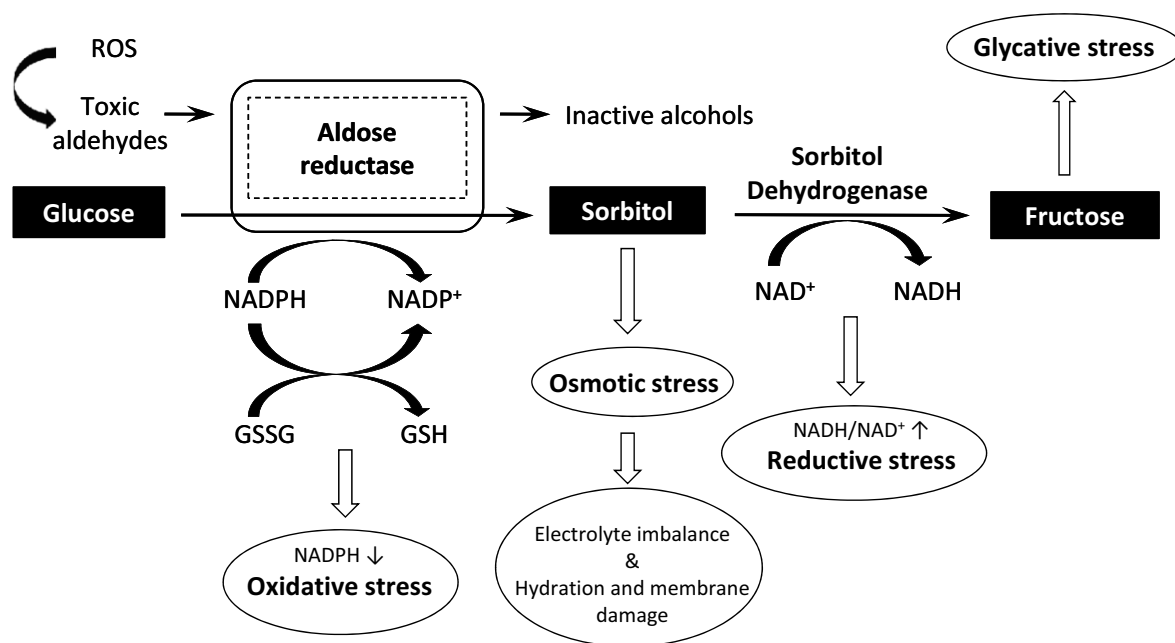 ROS
Glycative stress
Toxic
aldehydes
Aldose
reductase
Inactive alcohols
Sorbitol
Dehydrogenase
Glucose
Sorbitol
Fructose
NADPH
NADP⁺
NAD⁺
NADH
GSSG
GSH
Osmotic stress
NADH/NAD⁺ ↑
Reductive stress
NADPH ↓
Oxidative stress
Electrolyte imbalance
&
Hydration and membrane
damage